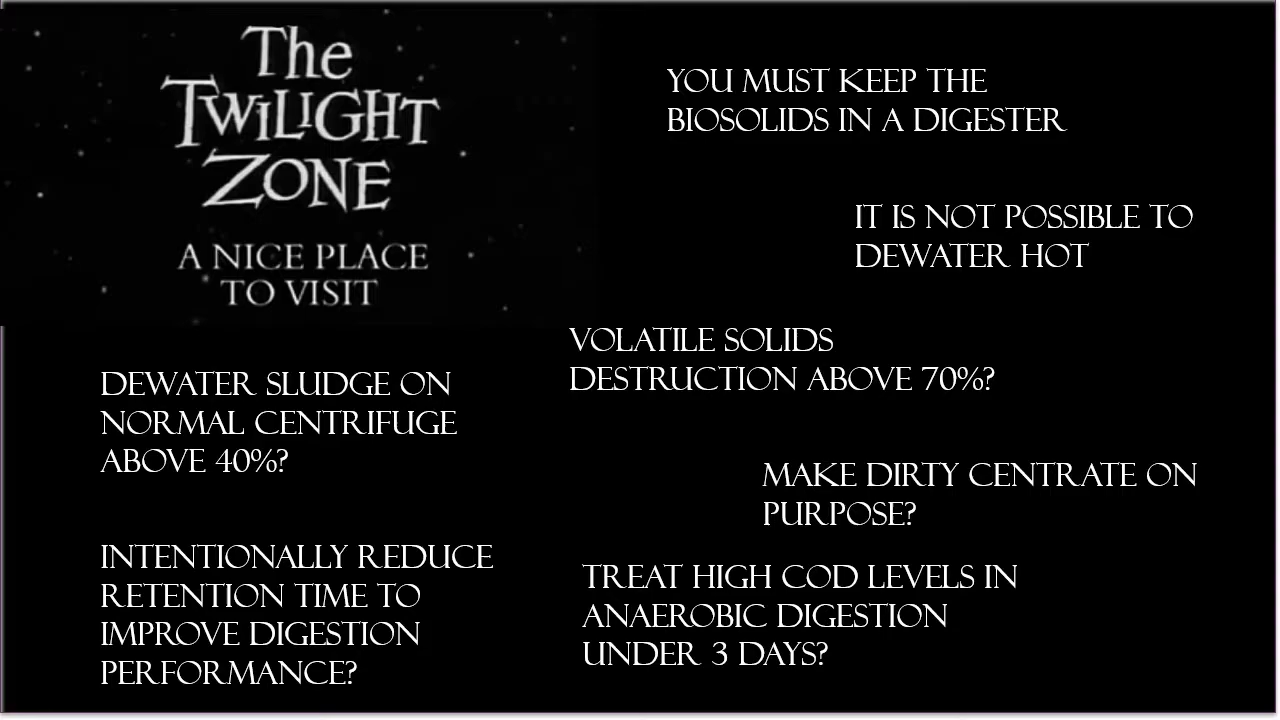 The
Twilight
Zone
A NICE PLACE
TO VISIT
YOU MUST KEEP THE
BIOSOLIDS IN A DIGESTER
IT IS NOT POSSIBLE TO
DEWATER HOT
VOLATILE SOLIDS
DESTRUCTION ABOVE 70%?
DEWATER SLUDGE ON
NORMAL CENTRIFUGE
ABOVE 40%?
MAKE DIRTY CENTRATE ON
PURPOSE?
INTENTIONALLY REDUCE
RETENTION TIME TO
IMPROVE DIGESTION
PERFORMANCE?
TREAT HIGH COD LEVELS IN
ANAEROBIC DIGESTION
UNDER 3 DAYS?